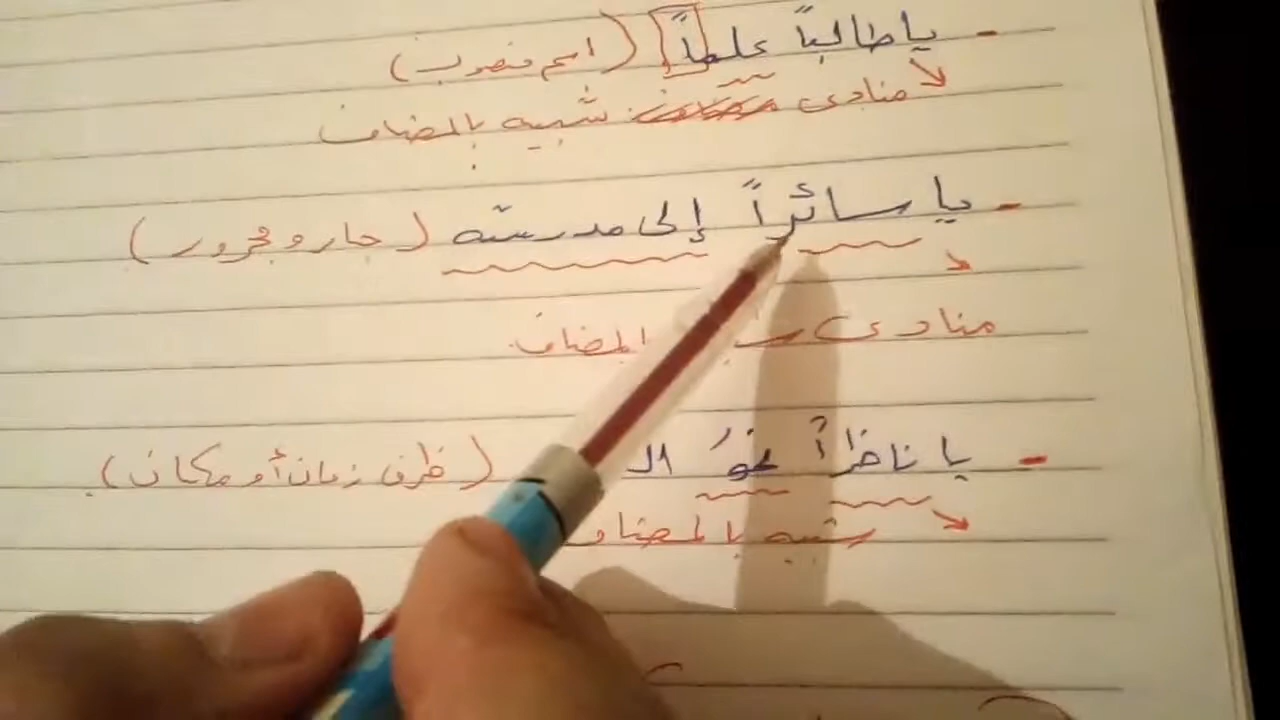 - يا طالباً علماً (اسم منصوب)
منادى شبيه بالمضاف
- يا سائراً إلى مدرسته (جار ومجرور)
منادى المضاف
- يا ناظراً نحوُ (ظرف زمان أو مكان)
شبيه بالمضاف